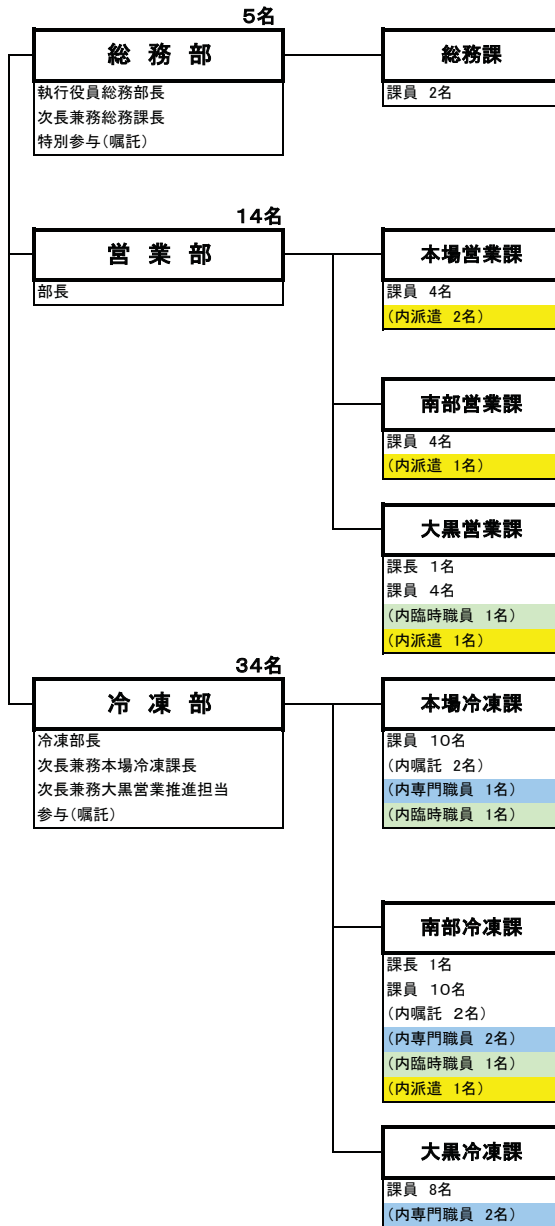 5名
総務部
執行役員総務部長
次長兼務総務課長
特別参与(嘱託)
総務課
課員 2名
14名
営業部
部長
本場営業課
課員 4名
(内派遣 2名)
南部営業課
課員 4名
(内派遣 1名)
大黒営業課
課長 1名
課員 4名
(内臨時職員 1名)
(内派遣 1名)
34名
冷凍部
冷凍部長
次長兼務本場冷凍課長
次長兼務大黒営業推進担当
参与(嘱託)
本場冷凍課
課員 10名
(内嘱託 2名)
(内専門職員 1名)
(内臨時職員 1名)
南部冷凍課
課長 1名
課員 10名
(内嘱託 2名)
(内専門職員 2名)
(内臨時職員 1名)
(内派遣 1名)
大黒冷凍課
課員 8名
(内専門職員 2名)